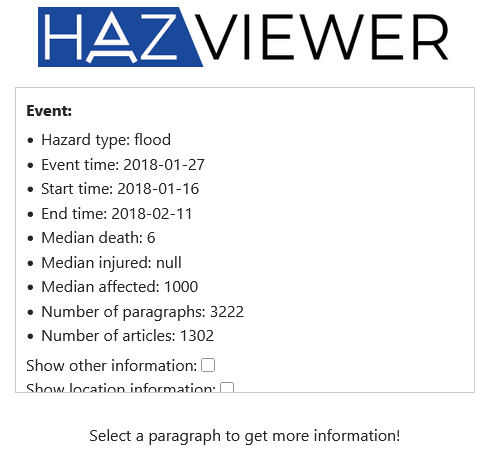 HAZVIEWER
Event:
• Hazard type: flood
• Event time: 2018-01-27
• Start time: 2018-01-16
• End time: 2018-02-11
• Median death: 6
• Median injured: null
• Median affected: 1000
• Number of paragraphs: 3222
• Number of articles: 1302
Show other information:
Show location information:
Select a paragraph to get more information!